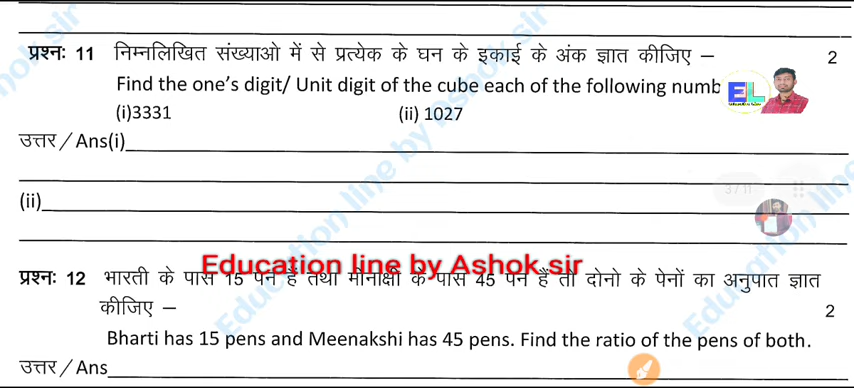 प्रश्नः 11 निम्नलिखित संख्याओ में से प्रत्येक के घन के इकाई के अंक ज्ञात कीजिए – 2
Find the one's digit/ Unit digit of the cube each of the following numb
(i)3331 (ii) 1027
EL
उत्तर / Ans(i)
3/11
(ii)
Education line by Ashok sir
प्रश्नः 12 भारती के पास 15 पेन हैं तथा मीनाक्षी के पास 45 पेन हैं तो दोनो के पेनों का अनुपात ज्ञात
कीजिए – 2
Bharti has 15 pens and Meenakshi has 45 pens. Find the ratio of the pens of both.
उत्तर / Ans